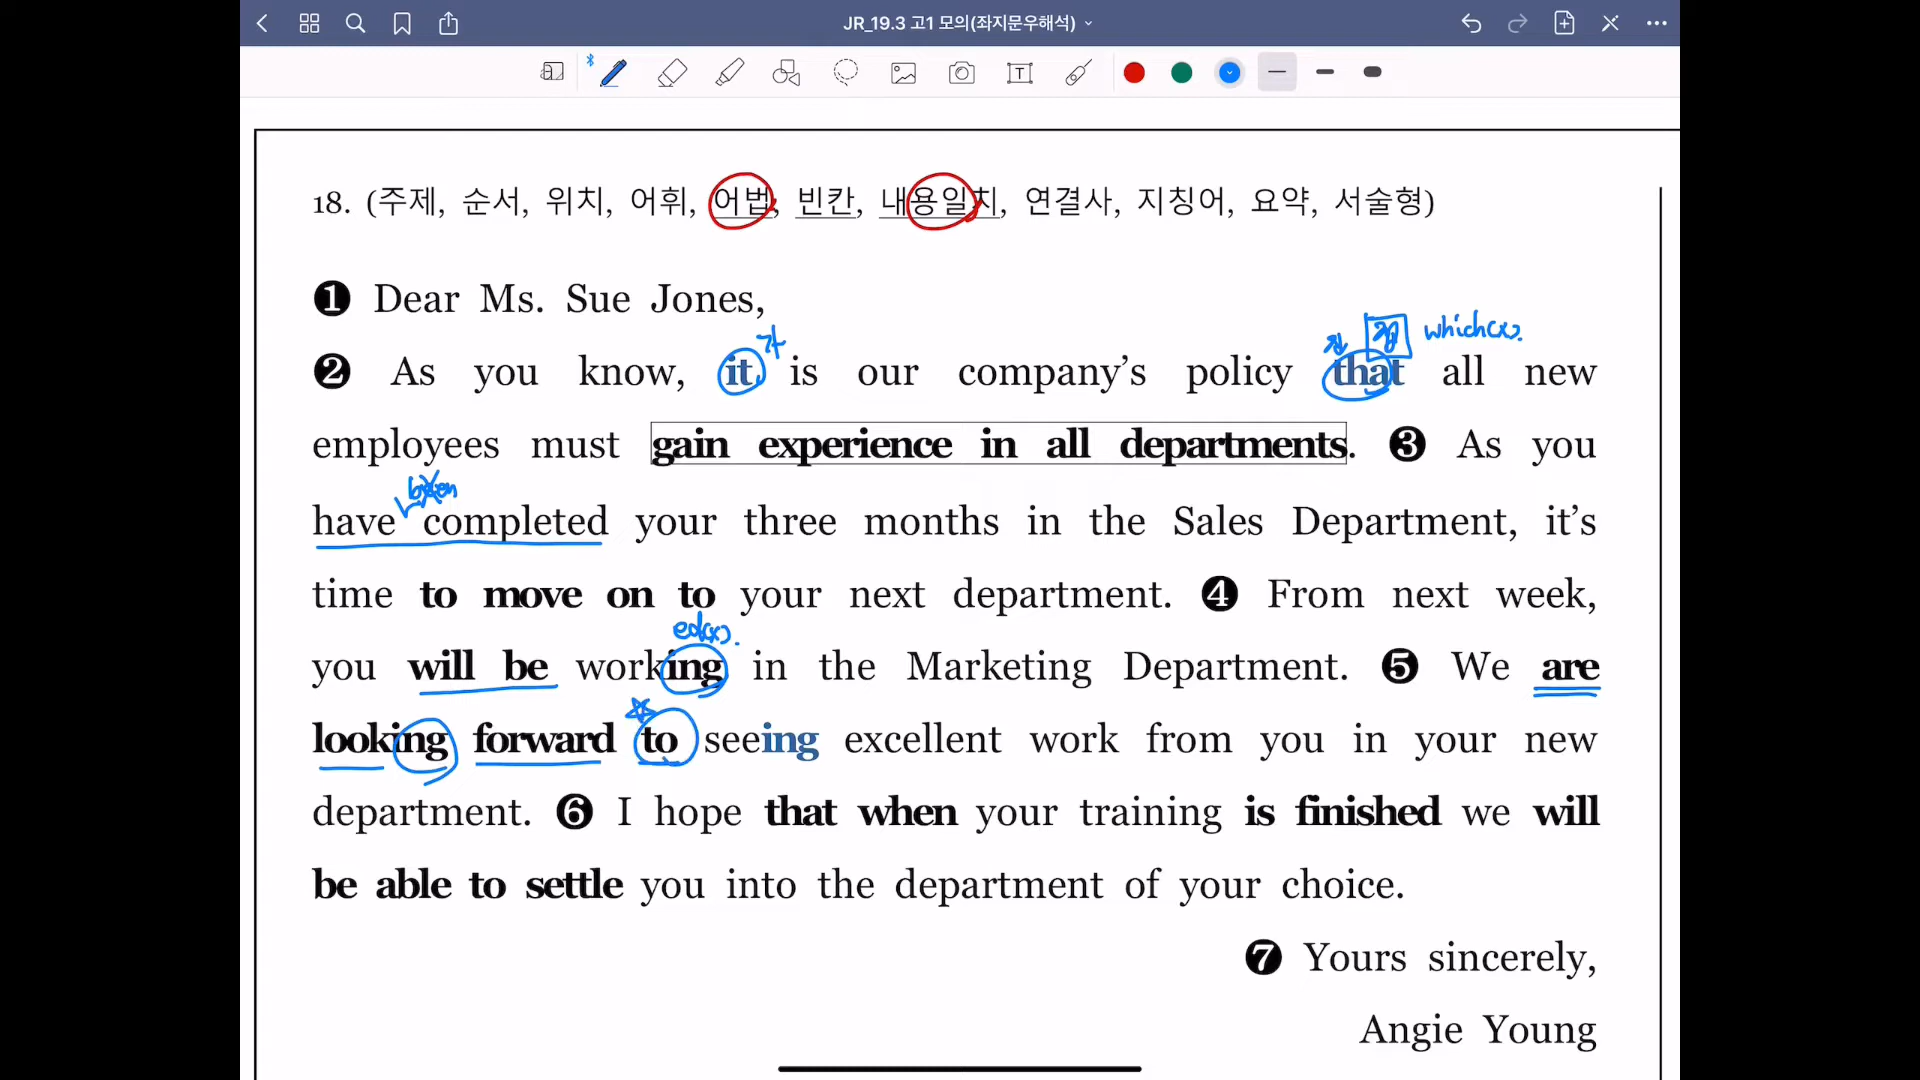 JR_19.3 고1 모의(좌지문우해석)
18. (주제, 순서, 위치, 어휘, 어법, 빈칸, 내용일치, 연결사, 지칭어, 요약, 서술형)
❶ Dear Ms. Sue Jones,
가 which(x).
❷ As you know, it is our company's policy that all new
employees must gain experience in all departments. ❸ As you
been
have completed your three months in the Sales Department, it's
time to move on to your next department. ❹ From next week,
ed(x).
you will be working in the Marketing Department. ❺ We are
looking forward to seeing excellent work from you in your new
department. ❻ I hope that when your training is finished we will
be able to settle you into the department of your choice.
❼ Yours sincerely,
Angie Young